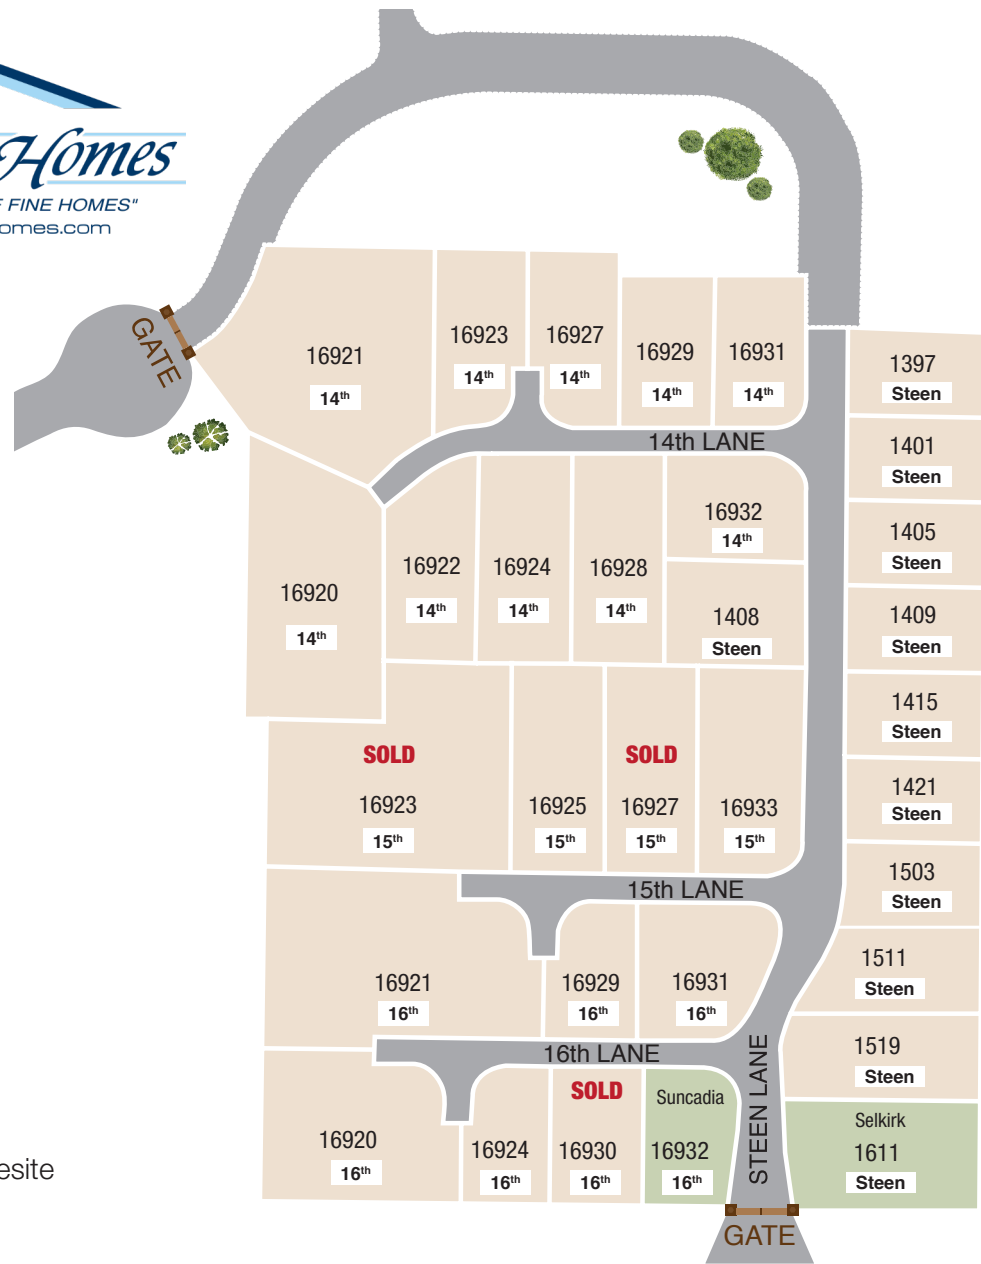 Homes
FINE HOMES"
omes.com
GATE
16921
14th
16923
14th
16927
14th
16929
14th
16931
14th
14th LANE
1397
Steen
1401
Steen
1405
Steen
1409
Steen
1415
Steen
1421
Steen
1503
Steen
1511
Steen
1519
Steen
16920
14th
16922
14th
16924
14th
16928
14th
16932
14th
1408
Steen
SOLD
16923
15th
16925
15th
SOLD
16927
15th
16933
15th
15th LANE
16921
16th
16929
16th
16931
16th
16th LANE
STEEN LANE
16920
16th
16924
16th
SOLD
16930
16th
Suncadia
16932
16th
Selkirk
1611
Steen
esite
GATE